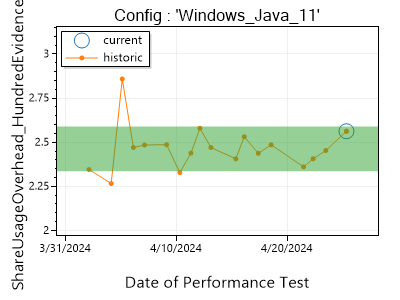 Config : 'Windows_Java_11'
current
historic
ShareUsageOverhead_HundredEvidence
3
2.75
2.5
2.25
2
3/31/2024
4/10/2024
4/20/2024
Date of Performance Test